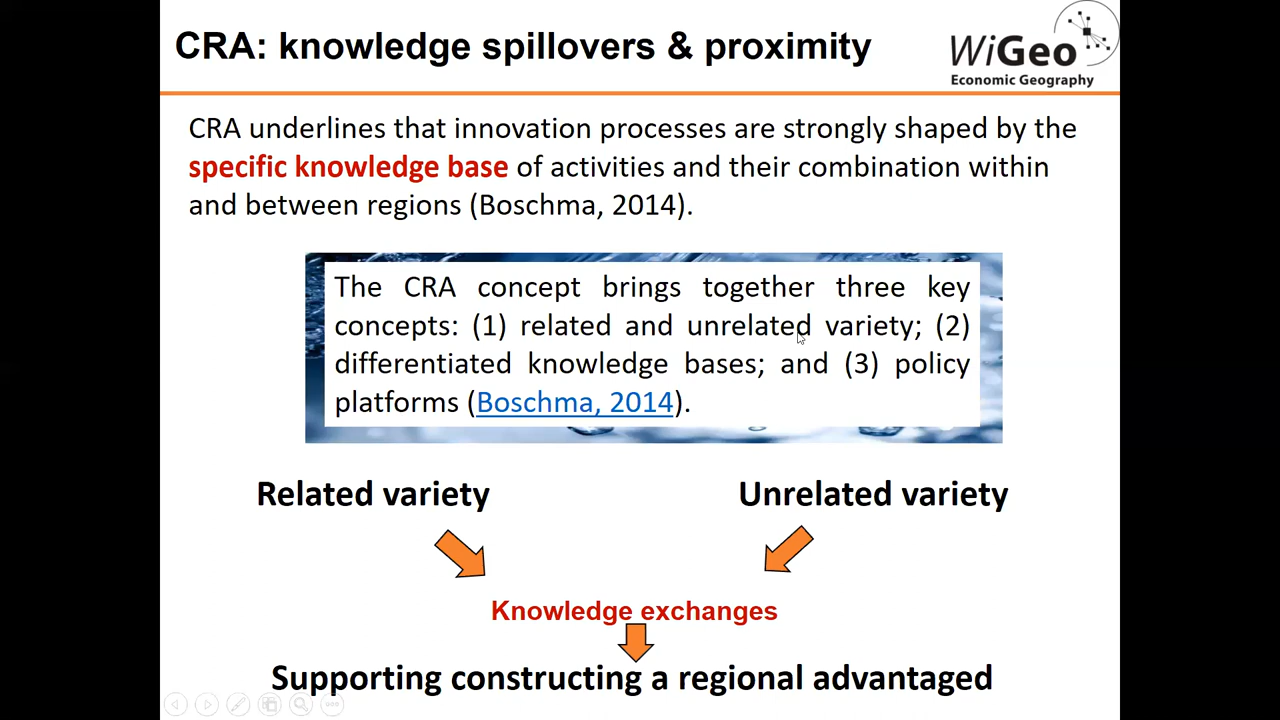 CRA: knowledge spillovers & proximity
WiGeo
Economic Geography
CRA underlines that innovation processes are strongly shaped by the
specific knowledge base of activities and their combination within
and between regions (Boschma, 2014).
The CRA concept brings together three key
concepts: (1) related and unrelated variety; (2)
differentiated knowledge bases; and (3) policy
platforms (Boschma, 2014).
Related variety
Unrelated variety
Knowledge exchanges
Supporting constructing a regional advantaged